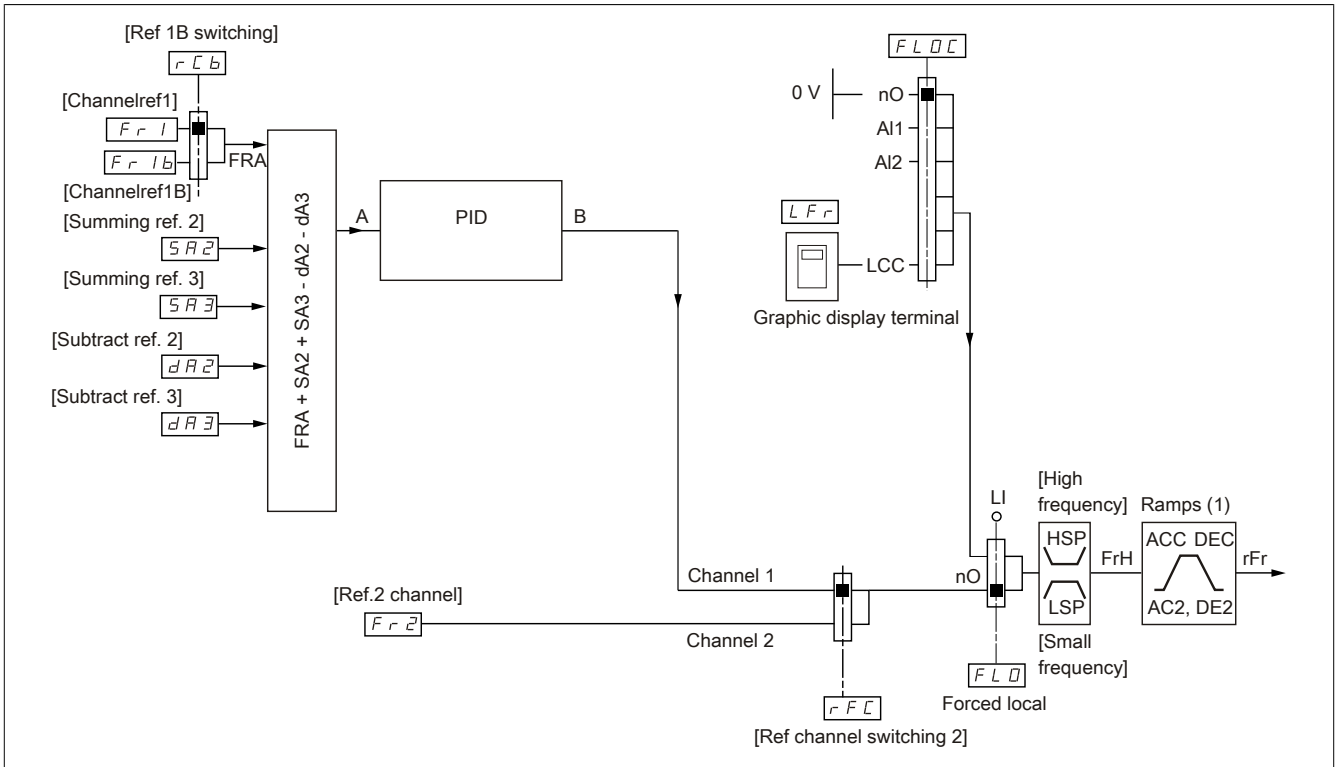 [Ref 1B switching]
rCb
[Channelref1]
Fr1
Fr1b
FRA
[Channelref1B]
[Summing ref. 2]
SA2
[Summing ref. 3]
SA3
[Subtract ref. 2]
dA2
[Subtract ref. 3]
dA3
FRA + SA2 + SA3 - dA2 - dA3
A
PID
B
FLOC
0 V
nO
AI1
AI2
LFr
LCC
Graphic display terminal
[Ref.2 channel]
Fr2
Channel 1
Channel 2
rFC
[Ref channel switching 2]
nO
LI
FLO
Forced local
[High
frequency]
HSP
LSP
[Small
frequency]
FrH
Ramps (1)
ACC DEC
AC2, DE2
rFr